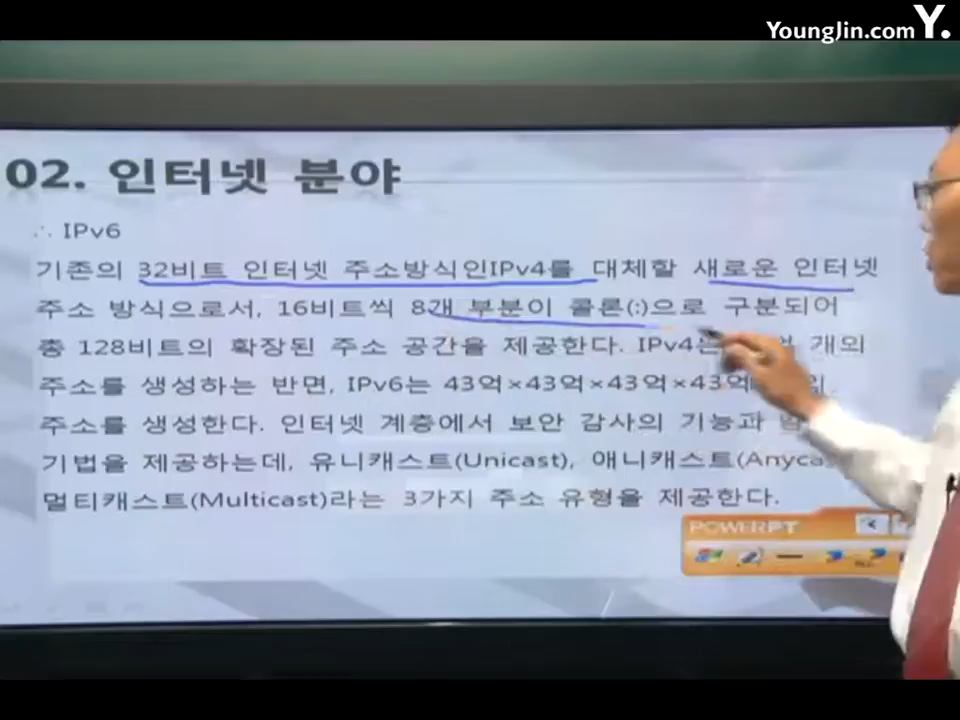 YoungJin.com Y.
02. 인터넷 분야
∴ IPv6
기존의 32비트 인터넷 주소방식인IPv4를 대체할 새로운 인터넷
주소 방식으로서, 16비트씩 8개 부분이 콜론(:)으로 구분되어
총 128비트의 확장된 주소 공간을 제공한다. IPv4는 개의
주소를 생성하는 반면, IPv6는 43억×43억×43억×43억
주소를 생성한다. 인터넷 계층에서 보안 감사의 기능과
기법을 제공하는데, 유니캐스트(Unicast), 애니캐스트
멀티캐스트(Multicast)라는 3가지 주소 유형을 제공한다.
POWERPT